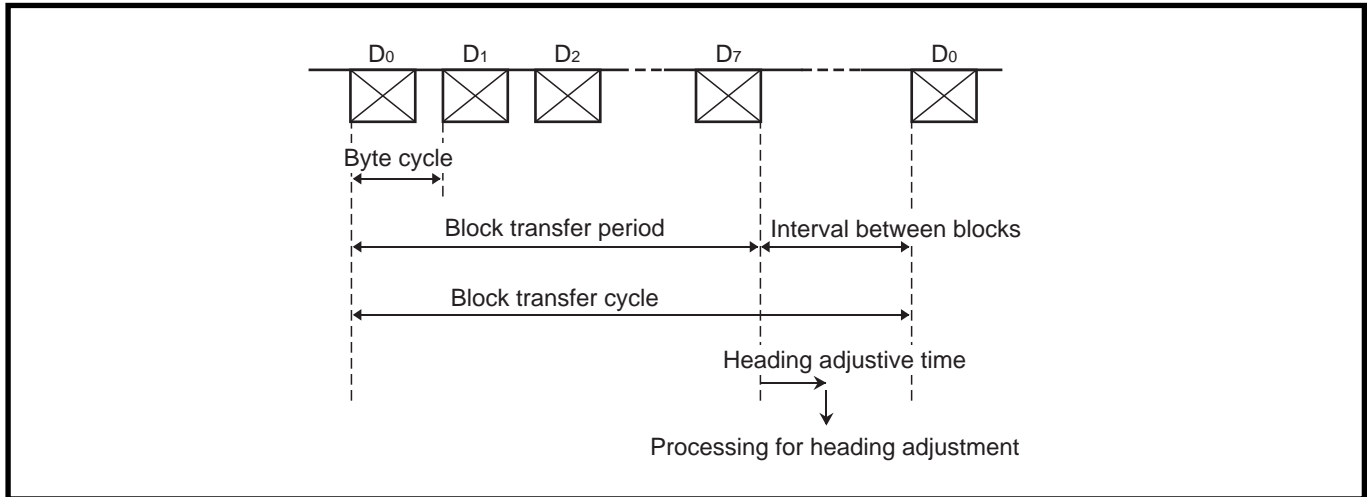 D0 D1 D2 D7 D0
Byte cycle
Block transfer period Interval between blocks
Block transfer cycle
Heading adjustive time
Processing for heading adjustment